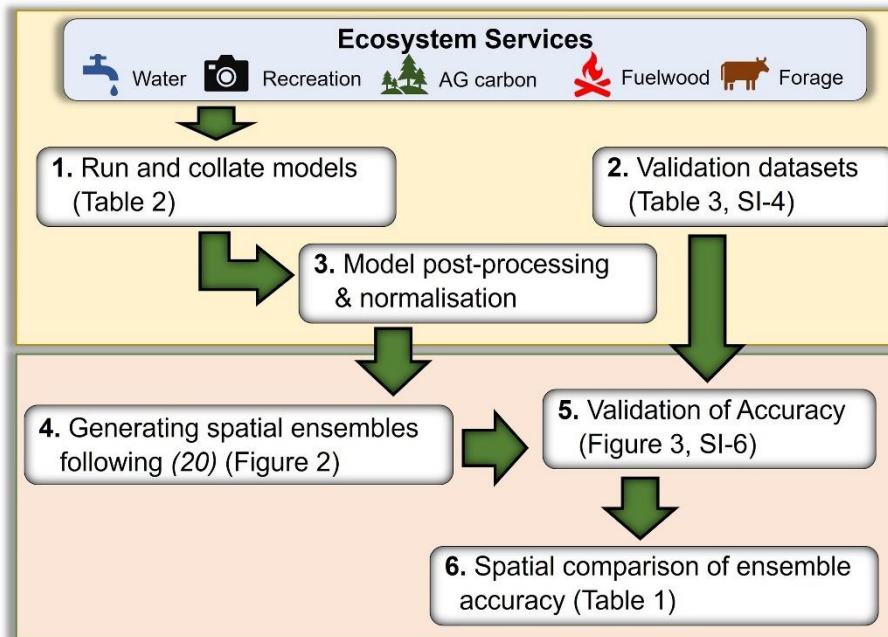 Ecosystem Services
Water Recreation AG carbon Fuelwood Forage
1. Run and collate models
(Table 2)
2. Validation datasets
(Table 3, SI-4)
3. Model post-processing
& normalisation
4. Generating spatial ensembles
following (20) (Figure 2)
5. Validation of Accuracy
(Figure 3, SI-6)
6. Spatial comparison of ensemble
accuracy (Table 1)